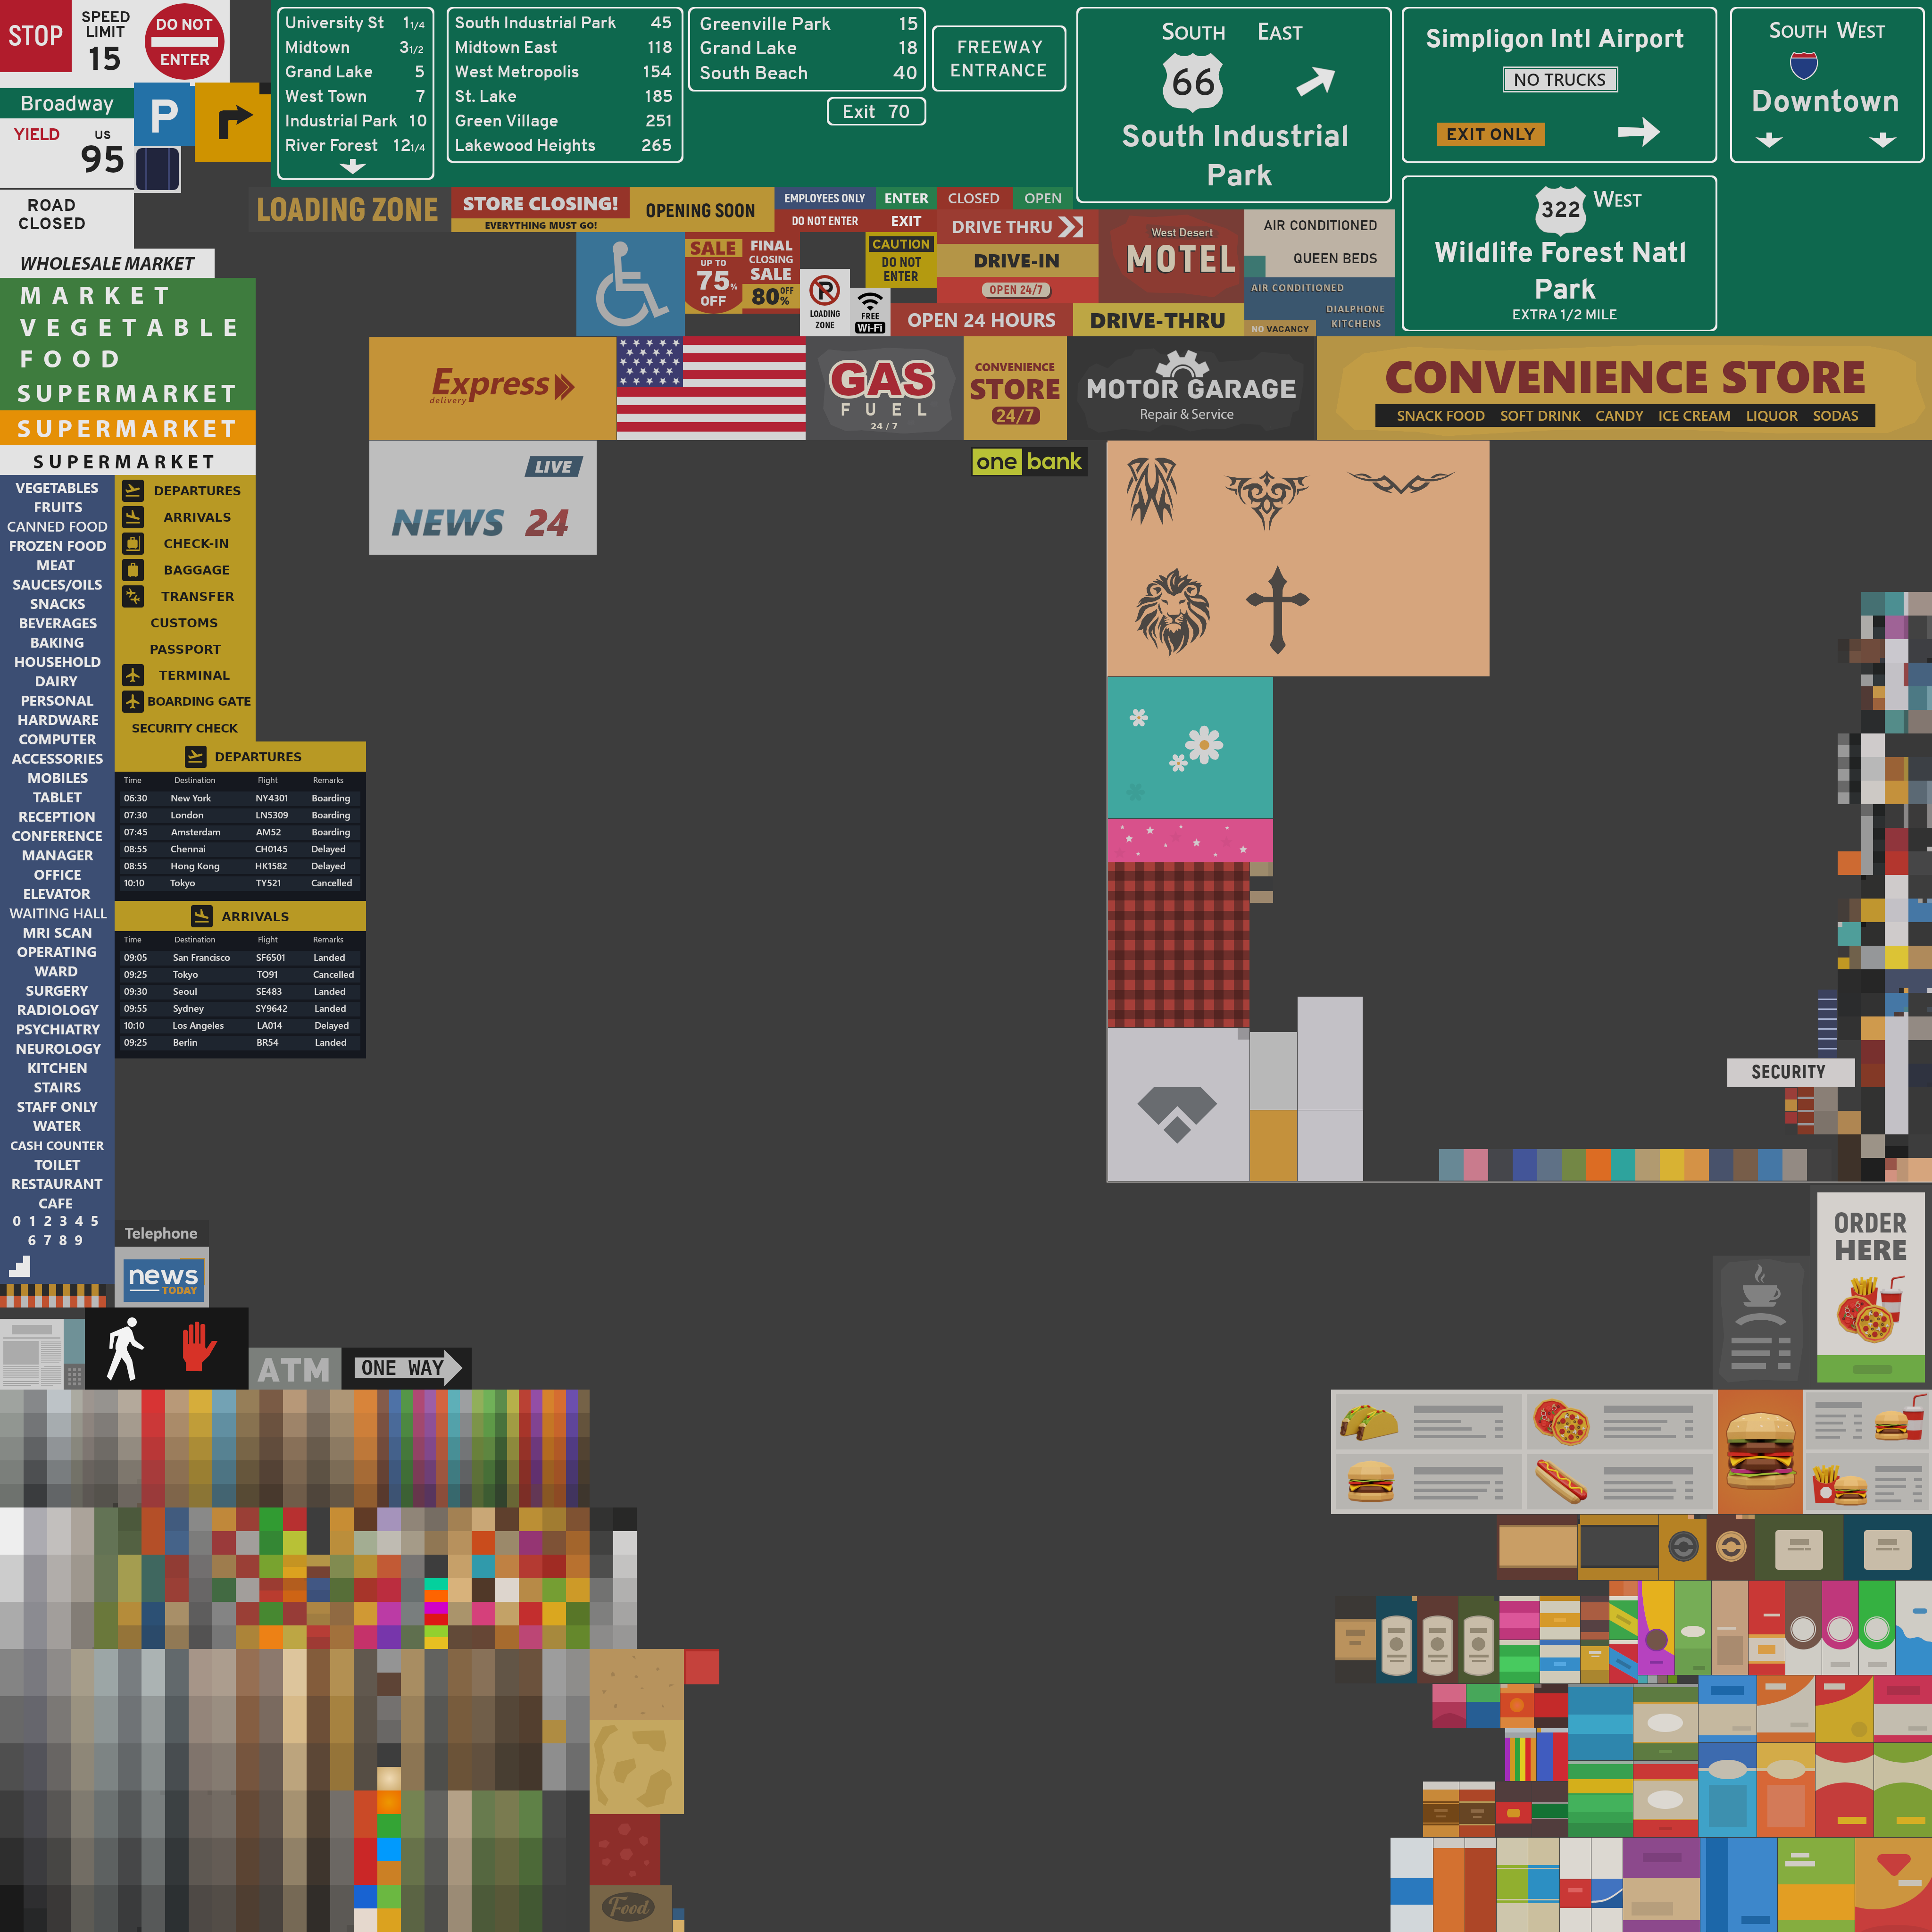 STOP
SPEED
LIMIT
15
DO NOT
ENTER
Broadway
P
YIELD
US
95
ROAD
CLOSED
University St 1 1/4
Midtown 3 1/2
Grand Lake 5
West Town 7
Industrial Park 10
River Forest 12 1/4
South Industrial Park 45
Midtown East 118
West Metropolis 154
St. Lake 185
Green Village 251
Lakewood Heights 265
Greenville Park 15
Grand Lake 18
South Beach 40
Exit 70
FREEWAY
ENTRANCE
SOUTH EAST
66
South Industrial
Park
Simpligon Intl Airport
NO TRUCKS
EXIT ONLY
SOUTH WEST
Downtown
322 WEST
Wildlife Forest Natl
Park
EXTRA 1/2 MILE
LOADING ZONE
STORE CLOSING!
EVERYTHING MUST GO!
OPENING SOON
EMPLOYEES ONLY
ENTER
CLOSED
OPEN
DO NOT ENTER
EXIT
SALE
UP TO
75%
OFF
FINAL
CLOSING
SALE
80% OFF
P
LOADING
ZONE
CAUTION
DO NOT
ENTER
FREE
Wi-Fi
DRIVE THRU
DRIVE-IN
OPEN 24/7
OPEN 24 HOURS
DRIVE-THRU
West Desert
MOTEL
AIR CONDITIONED
QUEEN BEDS
AIR CONDITIONED
DIALPHONE
KITCHENS
NO VACANCY
WHOLESALE MARKET
MARKET
VEGETABLE
FOOD
SUPERMARKET
SUPERMARKET
SUPERMARKET
Express
delivery
GAS
FUEL
24 / 7
CONVENIENCE
STORE
24/7
MOTOR GARAGE
Repair & Service
CONVENIENCE STORE
SNACK FOOD SOFT DRINK CANDY ICE CREAM LIQUOR SODAS
LIVE
NEWS 24
one bank
VEGETABLES
FRUITS
CANNED FOOD
FROZEN FOOD
MEAT
SAUCES/OILS
SNACKS
BEVERAGES
BAKING
HOUSEHOLD
DAIRY
PERSONAL
HARDWARE
COMPUTER
ACCESSORIES
MOBILES
TABLET
RECEPTION
CONFERENCE
MANAGER
OFFICE
ELEVATOR
WAITING HALL
MRI SCAN
OPERATING
WARD
SURGERY
RADIOLOGY
PSYCHIATRY
NEUROLOGY
KITCHEN
STAIRS
STAFF ONLY
WATER
CASH COUNTER
TOILET
RESTAURANT
CAFE
0 1 2 3 4 5
6 7 8 9
DEPARTURES
ARRIVALS
CHECK-IN
BAGGAGE
TRANSFER
CUSTOMS
PASSPORT
TERMINAL
BOARDING GATE
SECURITY CHECK
DEPARTURES
Time Destination Flight Remarks
06:30 New York NY4301 Boarding
07:30 London LN5309 Boarding
07:45 Amsterdam AM52 Boarding
08:55 Chennai CH0145 Delayed
08:55 Hong Kong HK1582 Delayed
10:10 Tokyo TY521 Cancelled
ARRIVALS
Time Destination Flight Remarks
09:05 San Francisco SF6501 Landed
09:25 Tokyo TO91 Cancelled
09:30 Seoul SE483 Landed
09:55 Sydney SY9642 Landed
10:10 Los Angeles LA014 Delayed
09:25 Berlin BR54 Landed
SECURITY
Telephone
news
TODAY
ATM
ONE WAY
ORDER
HERE
Food